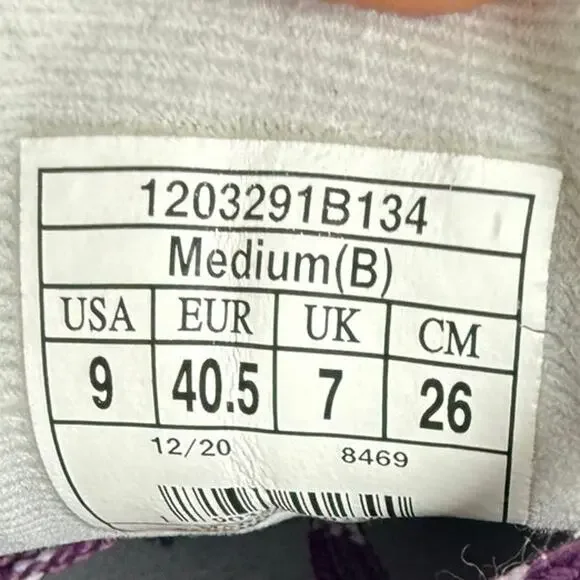 1203291B134
Medium(B)
USA EUR UK CM
9 40.5 7 26
12/20 8469